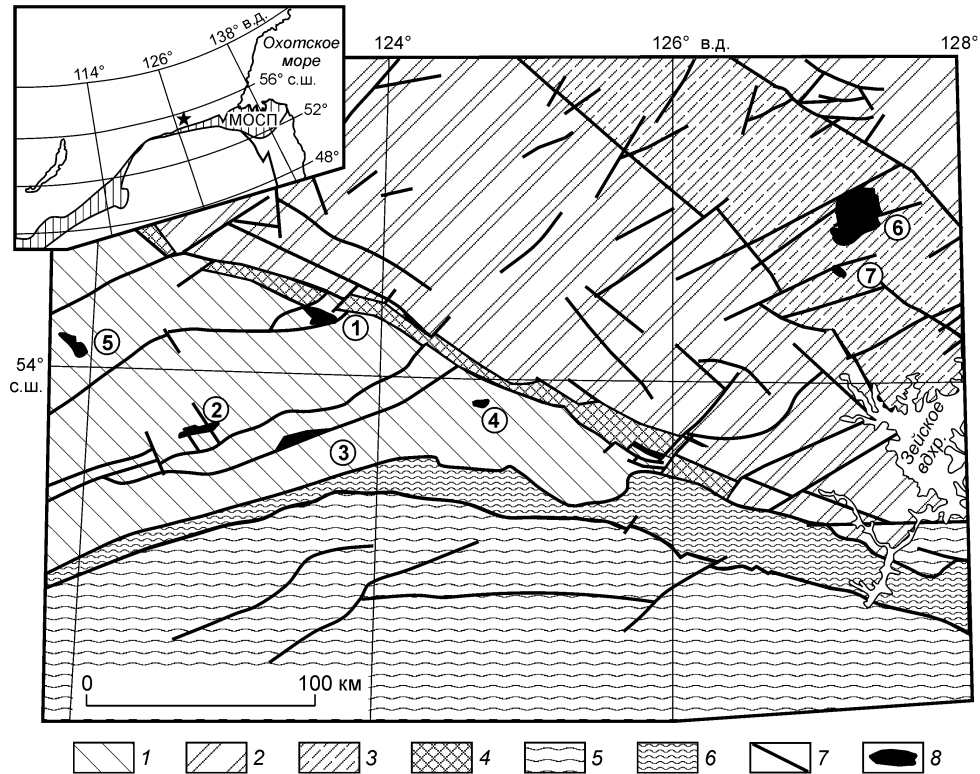 114°
126°
138° в.д.
Охотское
море
56° с.ш.
52°
48°
МОСП
124°
126° в.д.
128°
54°
с.ш.
1
2
3
4
5
6
7
Зейское
вдхр.
0
100 км
1
2
3
4
5
6
7
8